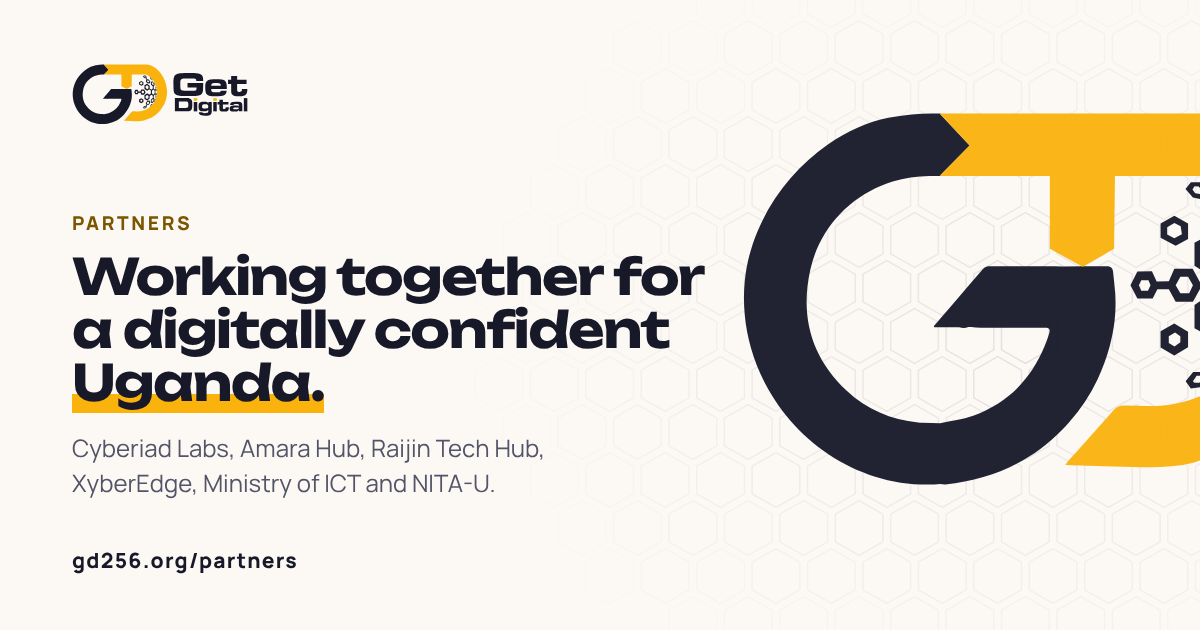 Get
Digital
PARTNERS
Working together for
a digitally confident
Uganda.
Cyberiad Labs, Amara Hub, Raijin Tech Hub,
XyberEdge, Ministry of ICT and NITA-U.
gd256.org/partners